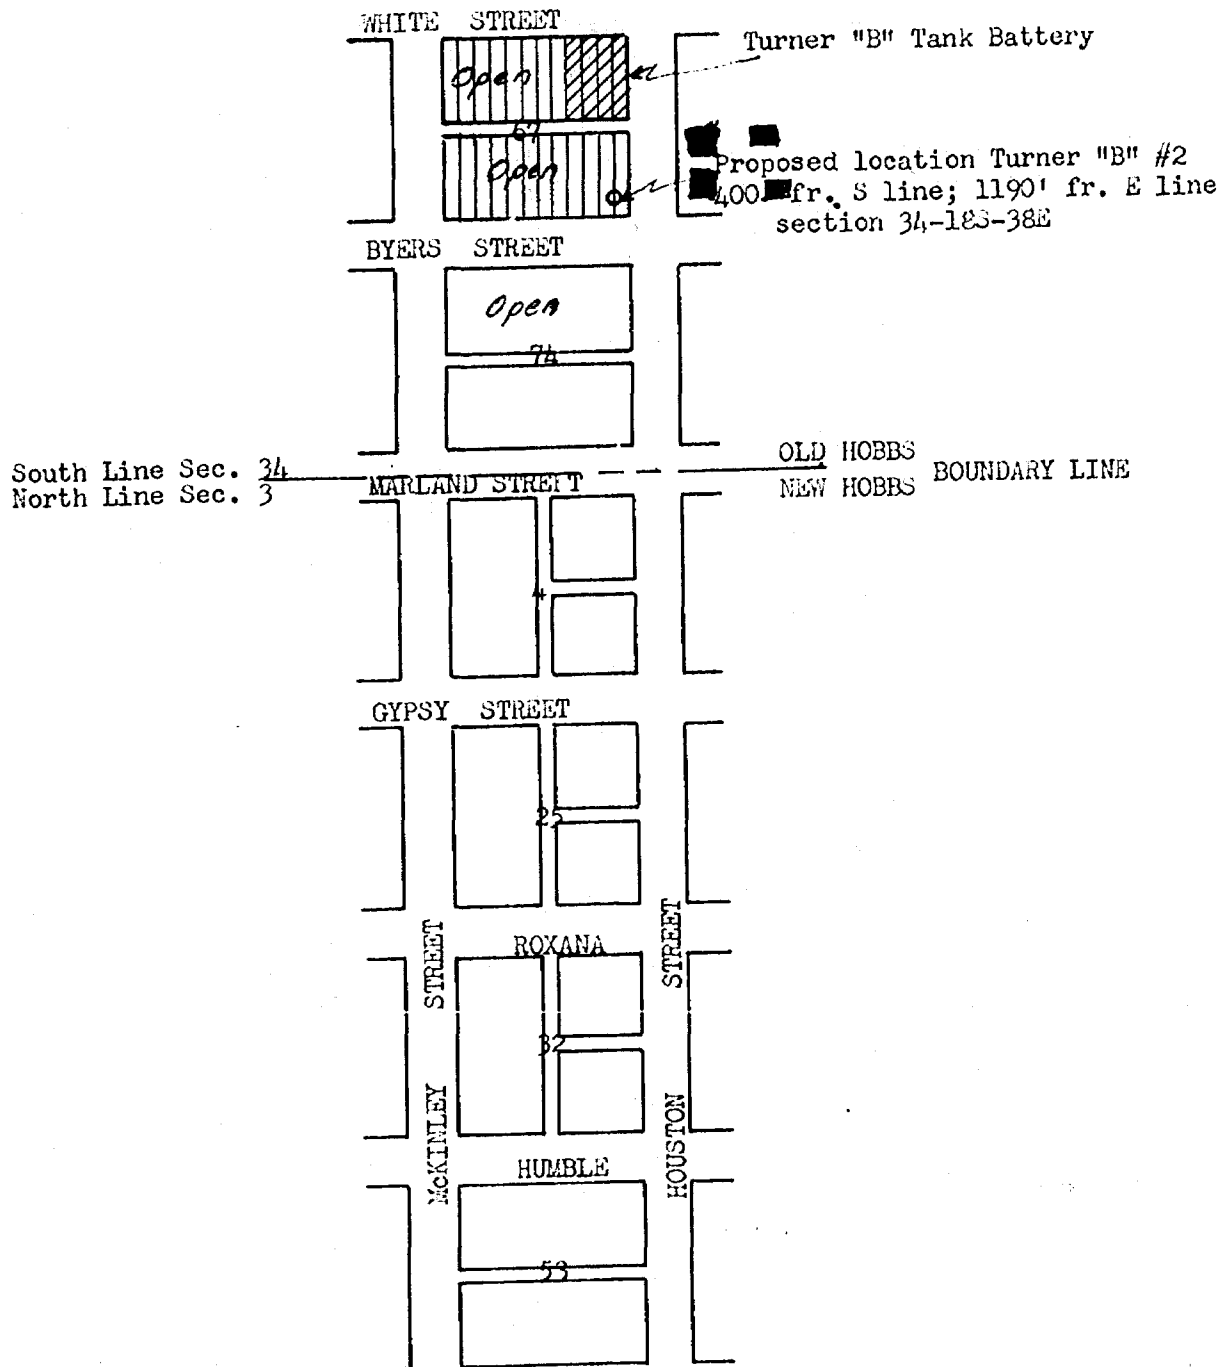 WHITE STREET
Turner "B" Tank Battery
Open
67
Open
Proposed location Turner "B" #2
400 fr. S line; 1190' fr. E line
section 34-18S-38E
BYERS STREET
Open
74
South Line Sec. 34
North Line Sec. 3
MARLAND STREET
OLD HOBBS
NEW HOBBS
BOUNDARY LINE
4
GYPSY STREET
25
McKINLEY STREET
HOUSTON STREET
ROXANA
32
HUMBLE
53